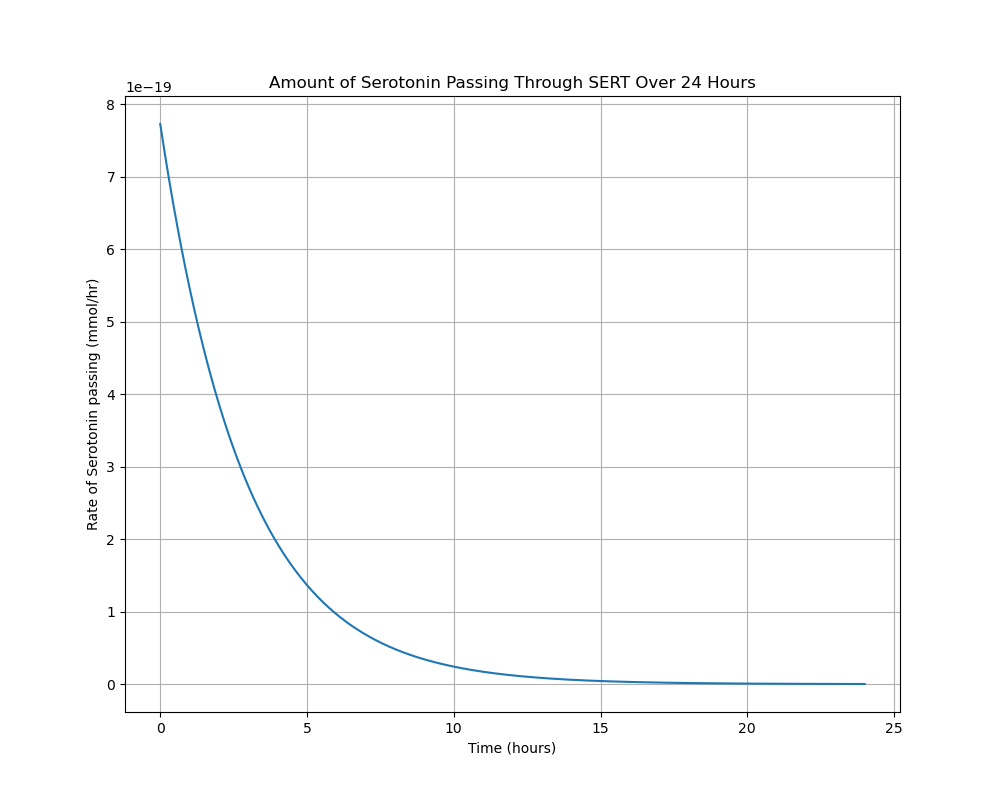 Amount of Serotonin Passing Through SERT Over 24 Hours
1e−19
8
7
6
5
4
3
2
1
0
Rate of Serotonin passing (mmol/hr)
0 5 10 15 20 25
Time (hours)